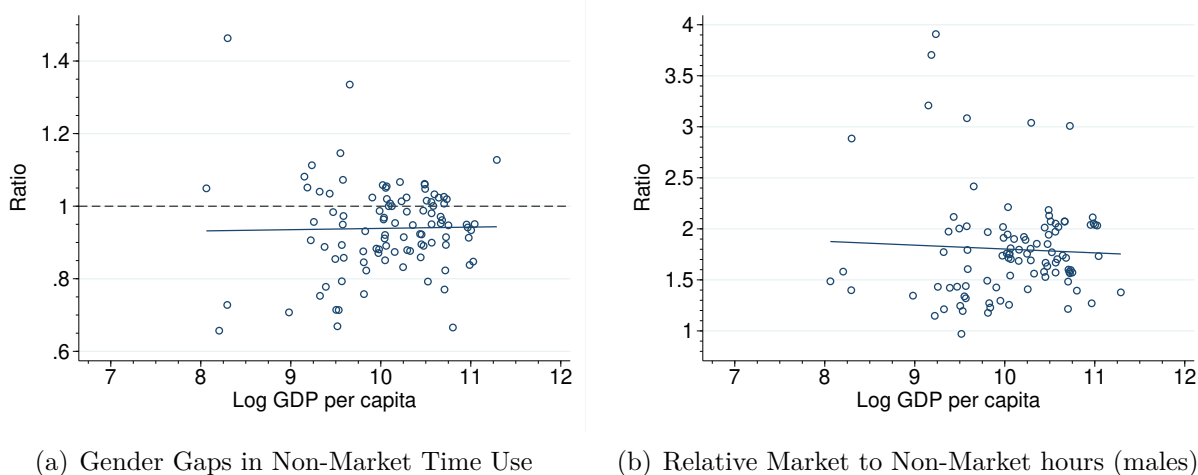 1.4
1.2
1
.8
.6
Ratio
7 8 9 10 11 12
Log GDP per capita
(a) Gender Gaps in Non-Market Time Use
4
3.5
3
2.5
2
1.5
1
Ratio
7 8 9 10 11 12
Log GDP per capita
(b) Relative Market to Non-Market hours (males)